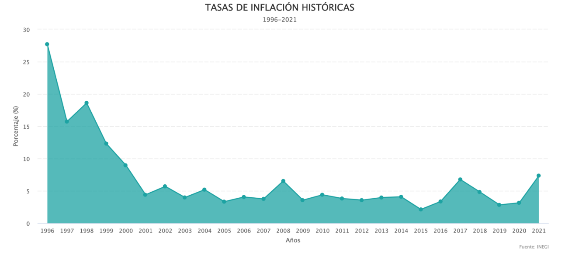 TASAS DE INFLACIÓN HISTÓRICAS
1996-2021
30
25
20
15
10
5
0
Porcentaje (%)
1996 1997 1998 1999 2000 2001 2002 2003 2004 2005 2006 2007 2008 2009 2010 2011 2012 2013 2014 2015 2016 2017 2018 2019 2020 2021
Años
Fuente: INEGI